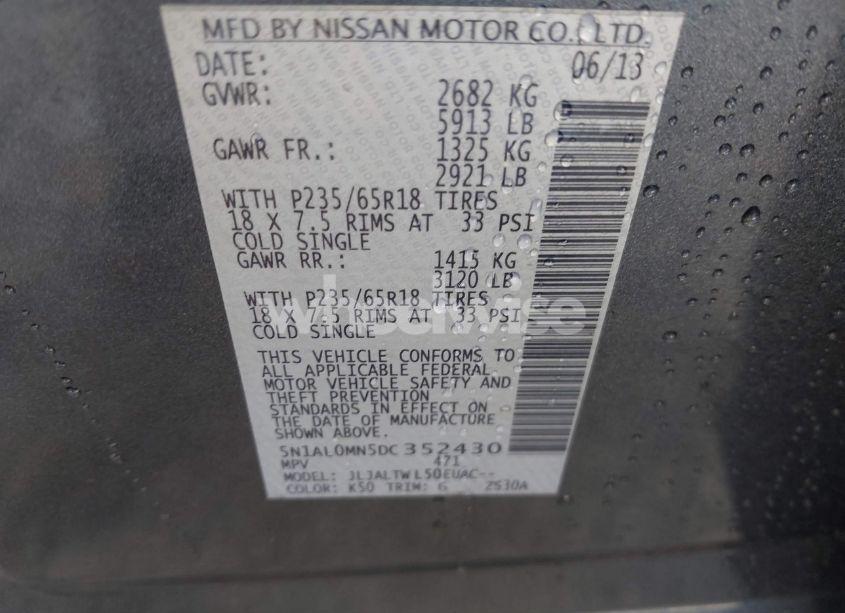 MFD BY NISSAN MOTOR CO., LTD.
DATE: 06/13
GVWR: 2682 KG
5913 LB
GAWR FR.: 1325 KG
2921 LB
WITH P235/65R18 TIRES
18 X 7.5 RIMS AT 33 PSI
COLD SINGLE
GAWR RR.: 1415 KG
3120 LB
WITH P235/65R18 TIRES
18 X 7.5 RIMS AT 33 PSI
COLD SINGLE
THIS VEHICLE CONFORMS TO
ALL APPLICABLE FEDERAL
MOTOR VEHICLE SAFETY AND
THEFT PREVENTION
STANDARDS IN EFFECT ON
THE DATE OF MANUFACTURE
SHOWN ABOVE.
5N1AL0MN5DC352430
MPV 471
MODEL: JLJALTWL50EUAC--
COLOR: K50 TRIM: G 2S30A
wheelwise